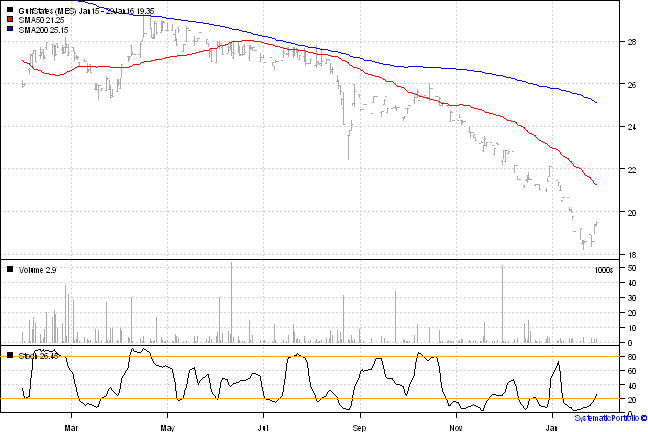 GulfStates (MES) Jan15 - 29Jan16 19.35
SMA50 21.25
SMA200 25.15
28
26
24
22
20
18
Volume 2.9
1000s
50
40
30
20
10
0
Stoch 26.48
80
60
40
20
0
Mar May Jul Sep Nov Jan
SystematicPortfolio ©